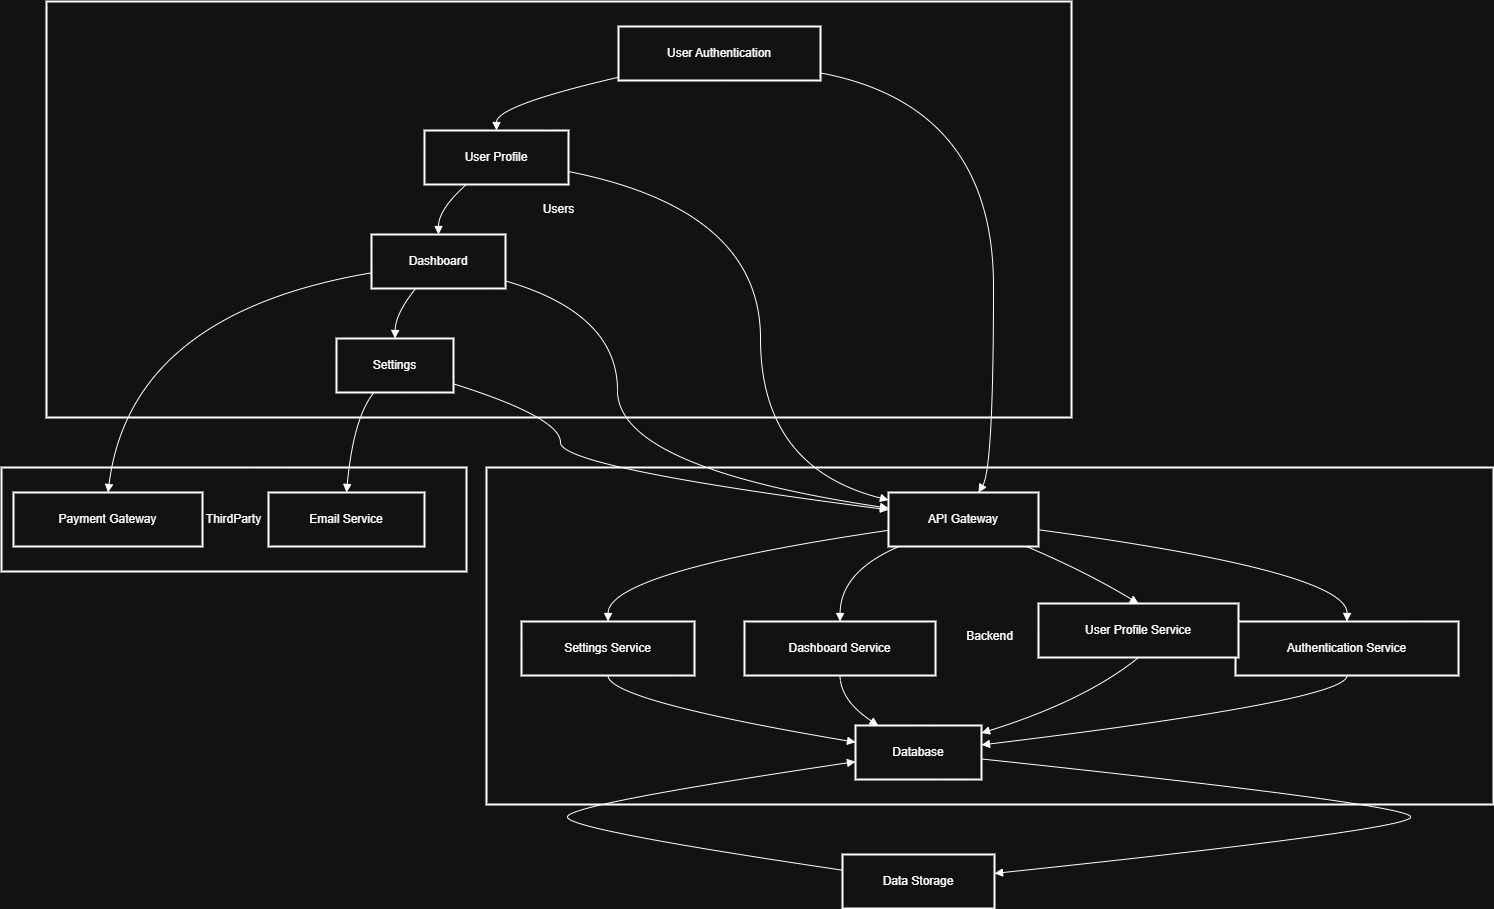 User Authentication
User Profile
Users
Dashboard
Settings
Payment Gateway
ThirdParty
Email Service
API Gateway
Settings Service
Dashboard Service
Backend
User Profile Service
Authentication Service
Database
Data Storage